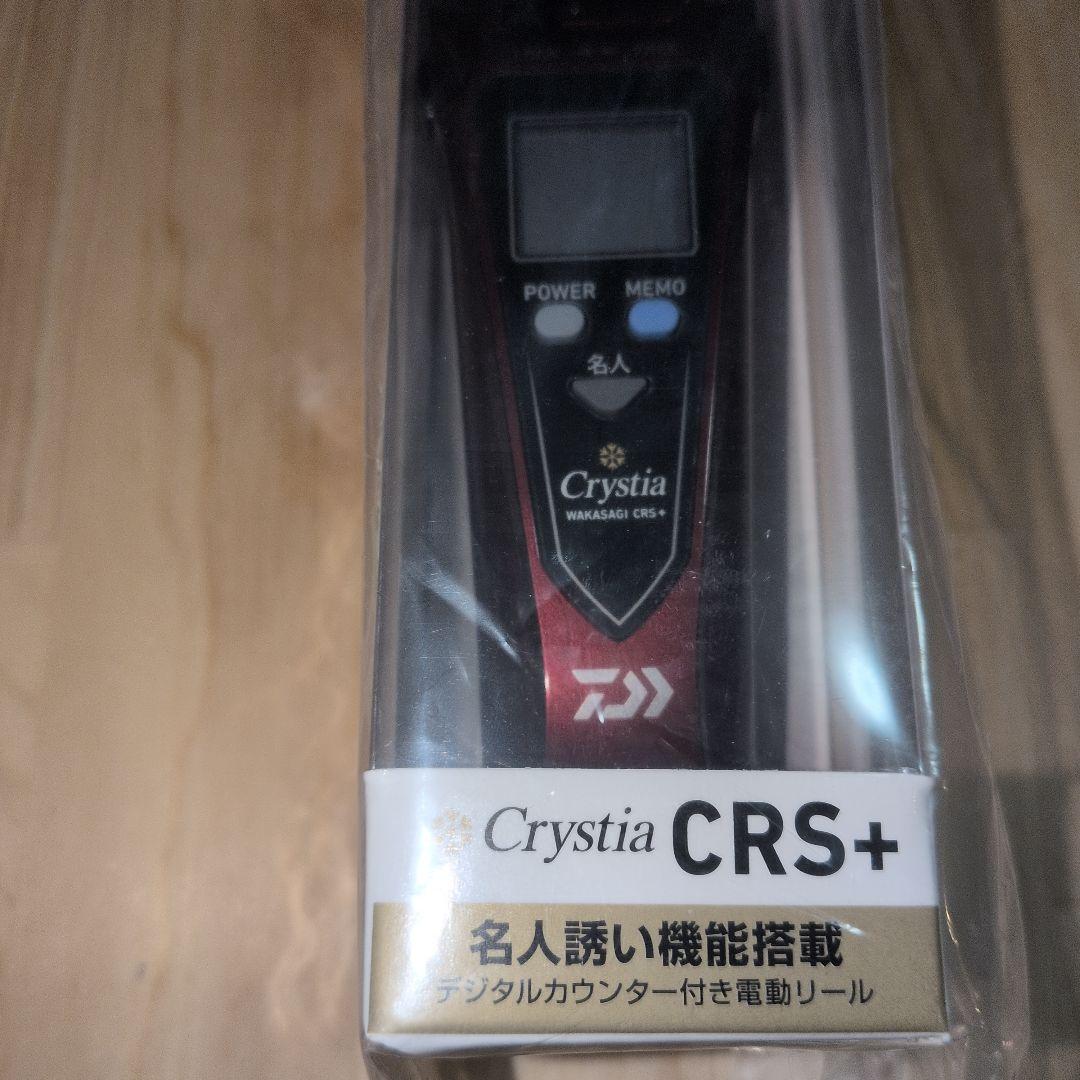 POWER MEMO
名人
Crystia
WAKASAGI CRS+
Crystia CRS+
名人誘い機能搭載
デジタルカウンター付き電動リール